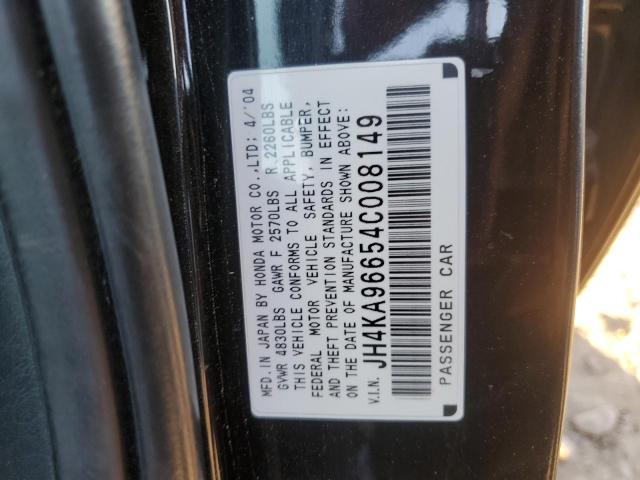 MFD. IN JAPAN BY HONDA MOTOR CO.,LTD: 4/'04
GVWR 4830LBS GAWR F 2570LBS R 2260LBS
THIS VEHICLE CONFORMS TO ALL APPLICABLE
FEDERAL MOTOR VEHICLE SAFETY, BUMPER,
AND THEFT PREVENTION STANDARDS IN EFFECT
ON THE DATE OF MANUFACTURE SHOWN ABOVE:
V.I.N. JH4KA96654C008149
PASSENGER CAR